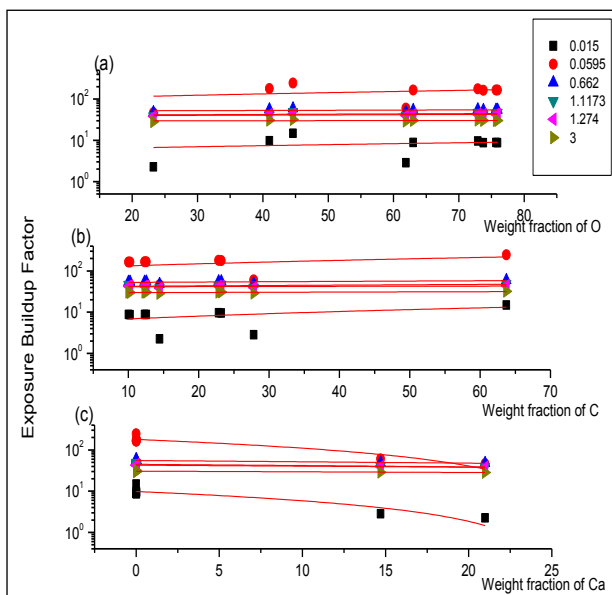 (a)
10²
10¹
10⁰
20 30 40 50 60 70 80
Weight fraction of O
0.015
0.0595
0.662
1.1173
1.274
3
Exposure Buildup Factor
(b)
10²
10¹
10⁰
10 20 30 40 50 60 70
Weight fraction of C
(c)
10²
10¹
10⁰
0 5 10 15 20 25
Weight fraction of Ca